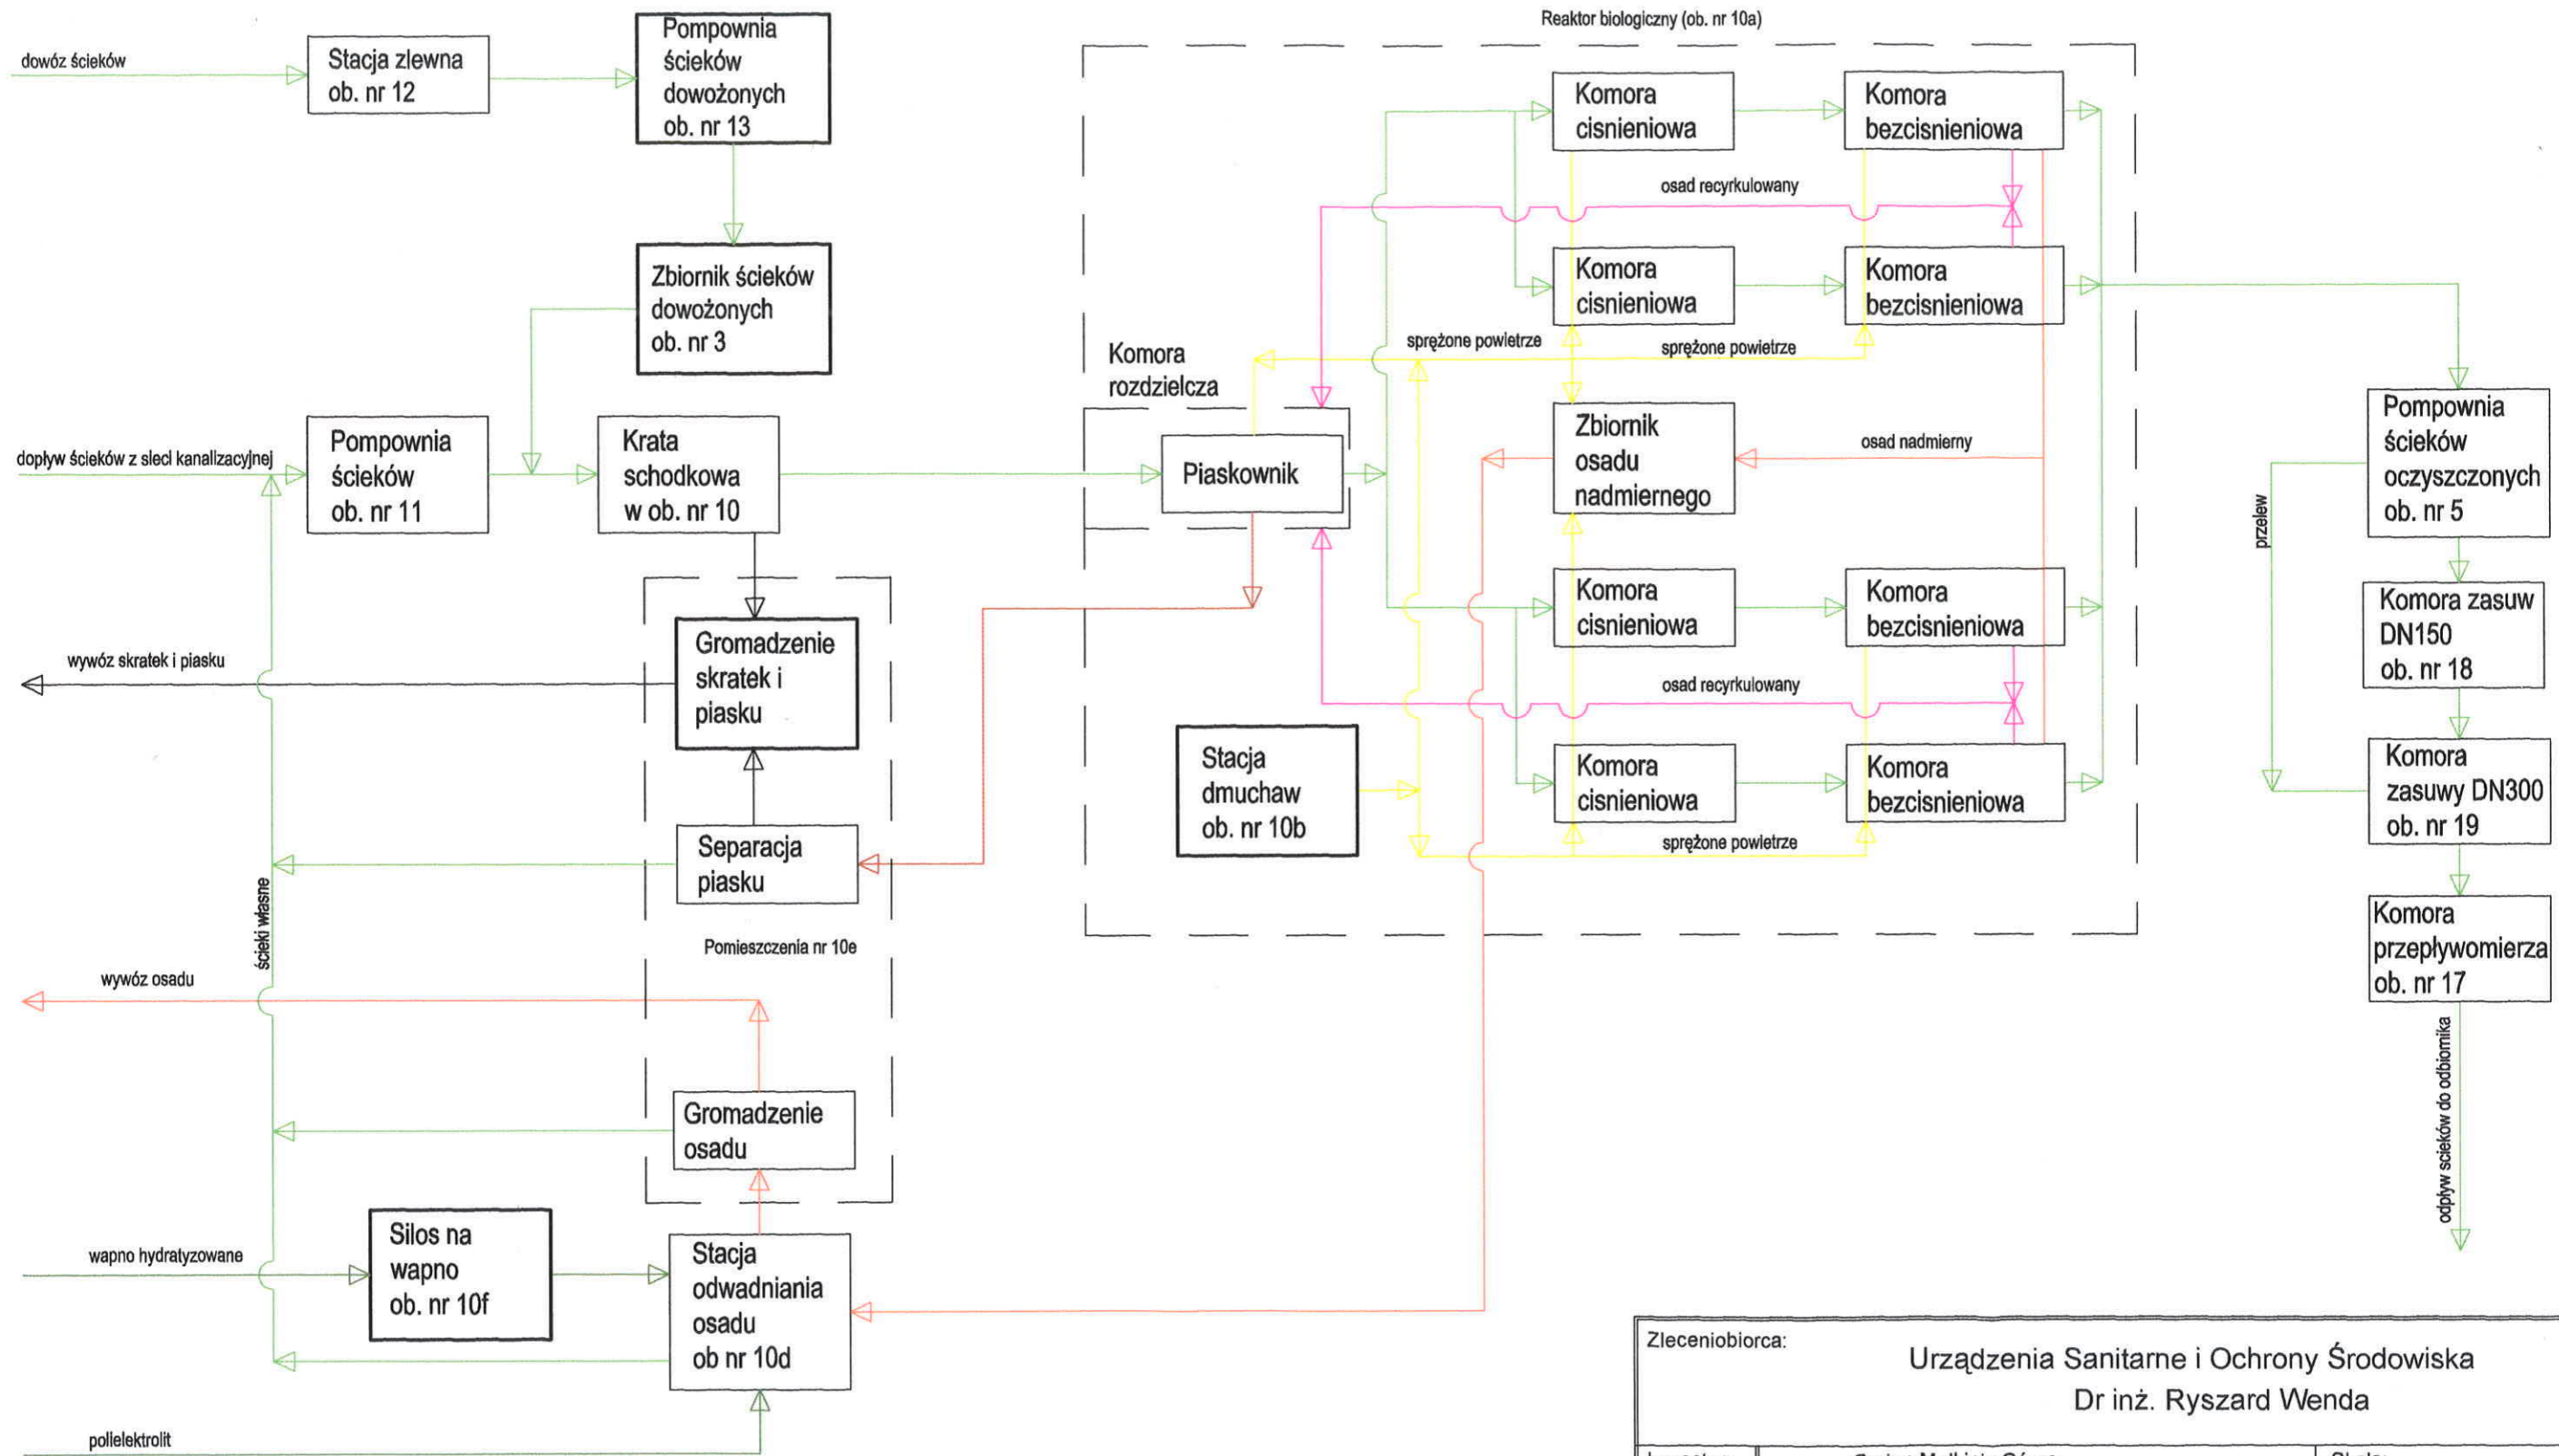 Reaktor biologiczny (ob. nr 10a)
dowóz ścieków
Stacja zlewna
ob. nr 12
Pompownia
ścieków
dowożonych
ob. nr 13
Zbiornik ścieków
dowożonych
ob. nr 3
dopływ ścieków z sieci kanalizacyjnej
Pompownia
ścieków
ob. nr 11
Krata
schodkowa
w ob. nr 10
Komora
rozdzielcza
Piaskownik
Komora
cisnieniowa
Komora
bezcisnieniowa
osad recyrkulowany
Komora
cisnieniowa
Komora
bezcisnieniowa
sprężone powietrze
sprężone powietrze
Zbiornik
osadu
nadmiernego
osad nadmierny
Komora
cisnieniowa
Komora
bezcisnieniowa
osad recyrkulowany
Stacja
dmuchaw
ob. nr 10b
Komora
cisnieniowa
Komora
bezcisnieniowa
sprężone powietrze
Pompownia
ścieków
oczyszczonych
ob. nr 5
przelew
Komora zasuw
DN150
ob. nr 18
Komora
zasuwy DN300
ob. nr 19
Komora
przepływomierza
ob. nr 17
odpływ scieków do odbiornika
Gromadzenie
skratek i
piasku
wywóz skratek i piasku
Separacja
piasku
Pomieszczenia nr 10e
ścieki własne
wywóz osadu
Gromadzenie
osadu
wapno hydratyzowane
Silos na
wapno
ob. nr 10f
Stacja
odwadniania
osadu
ob nr 10d
polielektrolit
Zleceniobiorca:
Urządzenia Sanitarne i Ochrony Środowiska
Dr inż. Ryszard Wenda